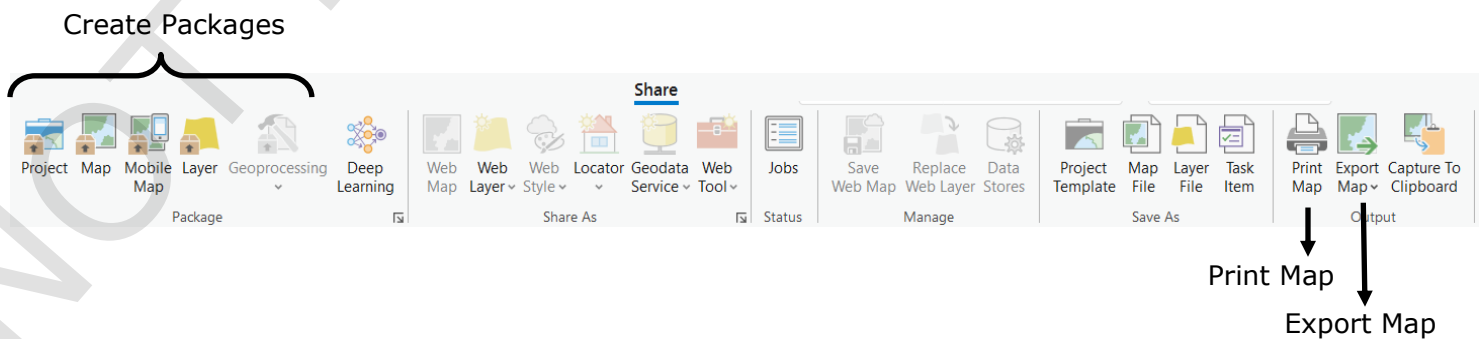 Create Packages
Share
Project Map Mobile Map Layer Geoprocessing Deep Learning
Package
Web Map Web Layer Web Style Locator Geodata Service Web Tool
Share As
Jobs
Status
Save Web Map Replace Web Layer Data Stores
Manage
Project Template Map File Layer File Task Item
Save As
Print Map Export Map Capture To Clipboard
Output
Print Map
Export Map
NOT